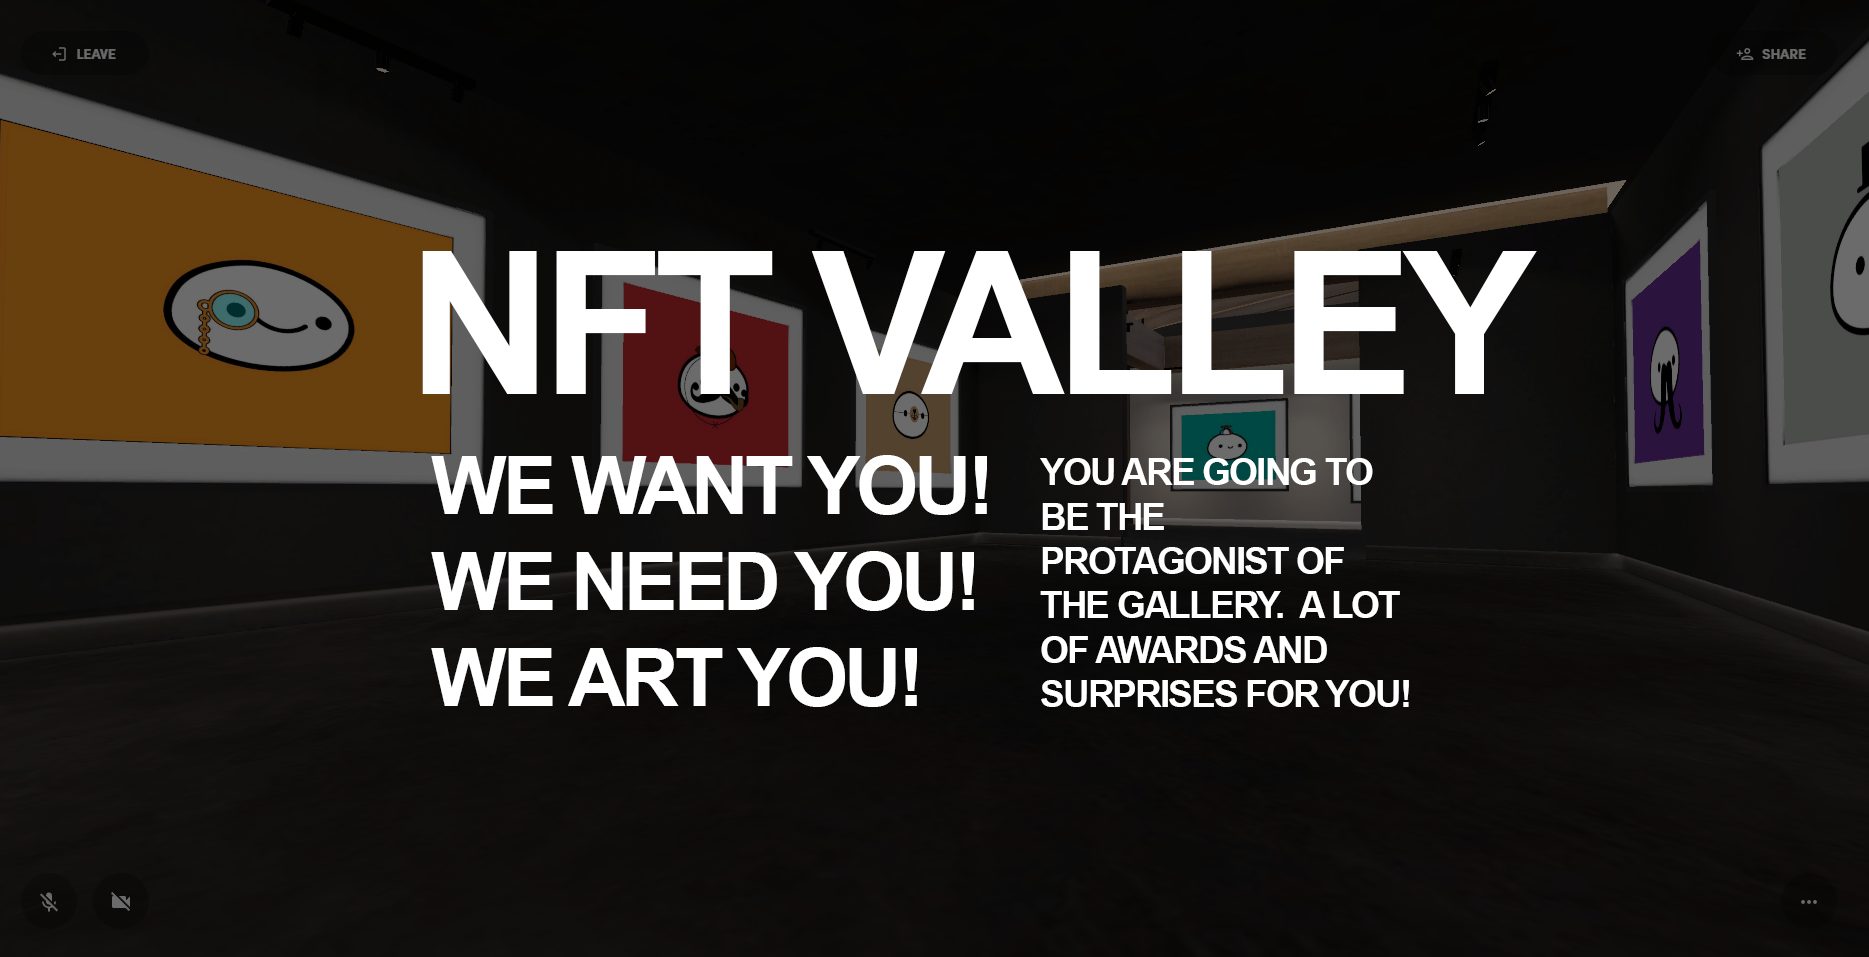 LEAVE
SHARE
NFT VALLEY
WE WANT YOU!
WE NEED YOU!
WE ART YOU!
YOU ARE GOING TO
BE THE
PROTAGONIST OF
THE GALLERY.  A LOT
OF AWARDS AND
SURPRISES FOR YOU!